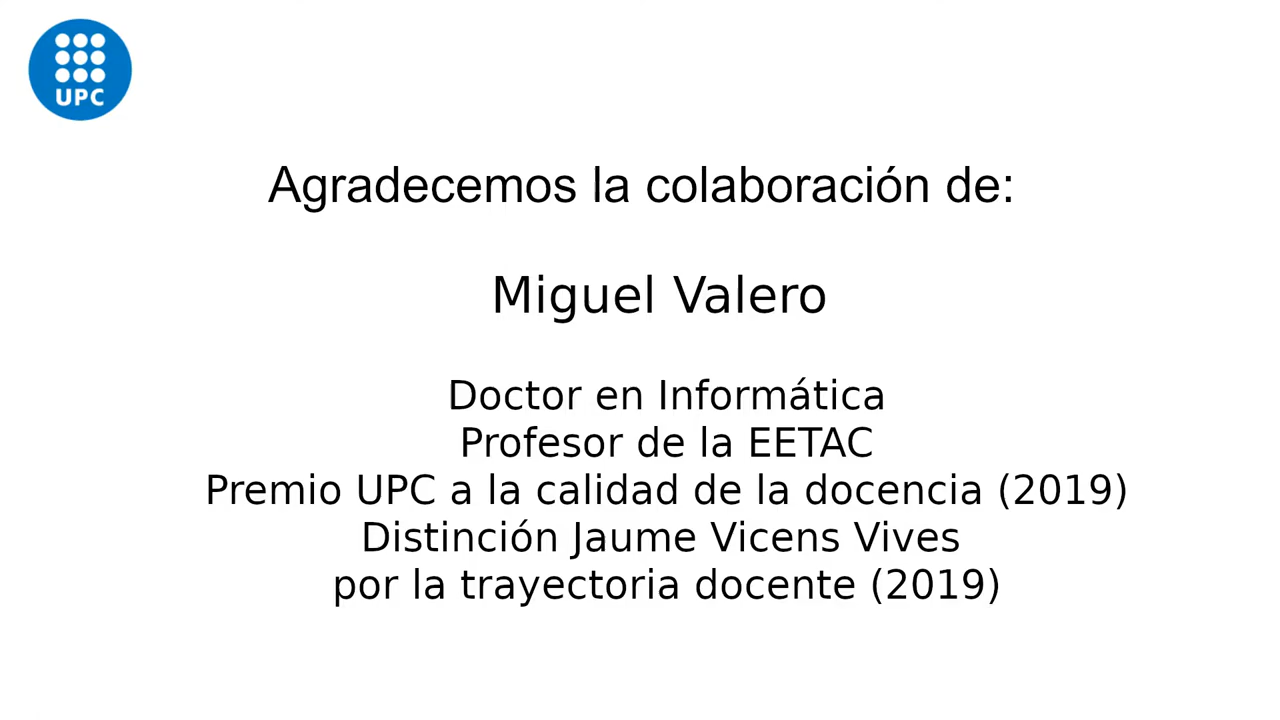 UPC
Agradecemos la colaboración de:
Miguel Valero
Doctor en Informática
Profesor de la EETAC
Premio UPC a la calidad de la docencia (2019)
Distinción Jaume Vicens Vives
por la trayectoria docente (2019)